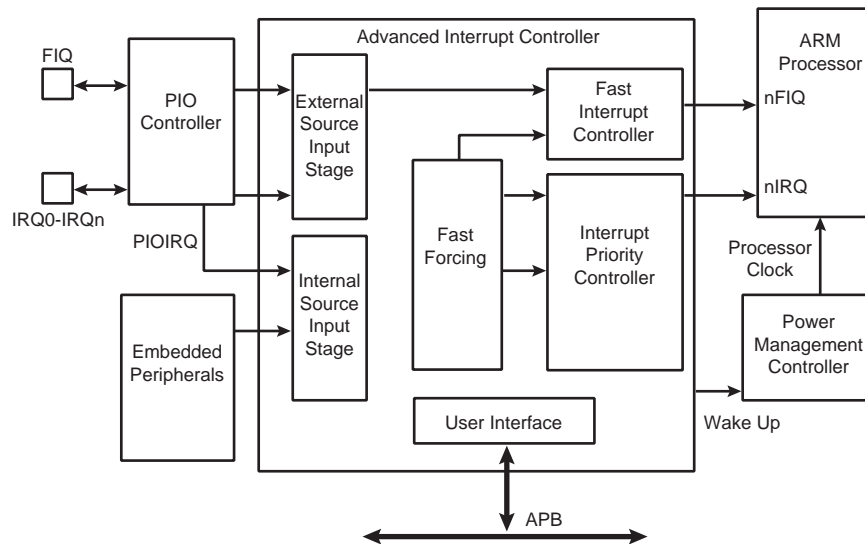 FIQ
PIO
Controller
IRQ0-IRQn
PIOIRQ
Embedded
Peripherals
Advanced Interrupt Controller
External
Source
Input
Stage
Internal
Source
Input
Stage
Fast
Forcing
Fast
Interrupt
Controller
Interrupt
Priority
Controller
User Interface
APB
ARM
Processor
nFIQ
nIRQ
Processor
Clock
Power
Management
Controller
Wake Up